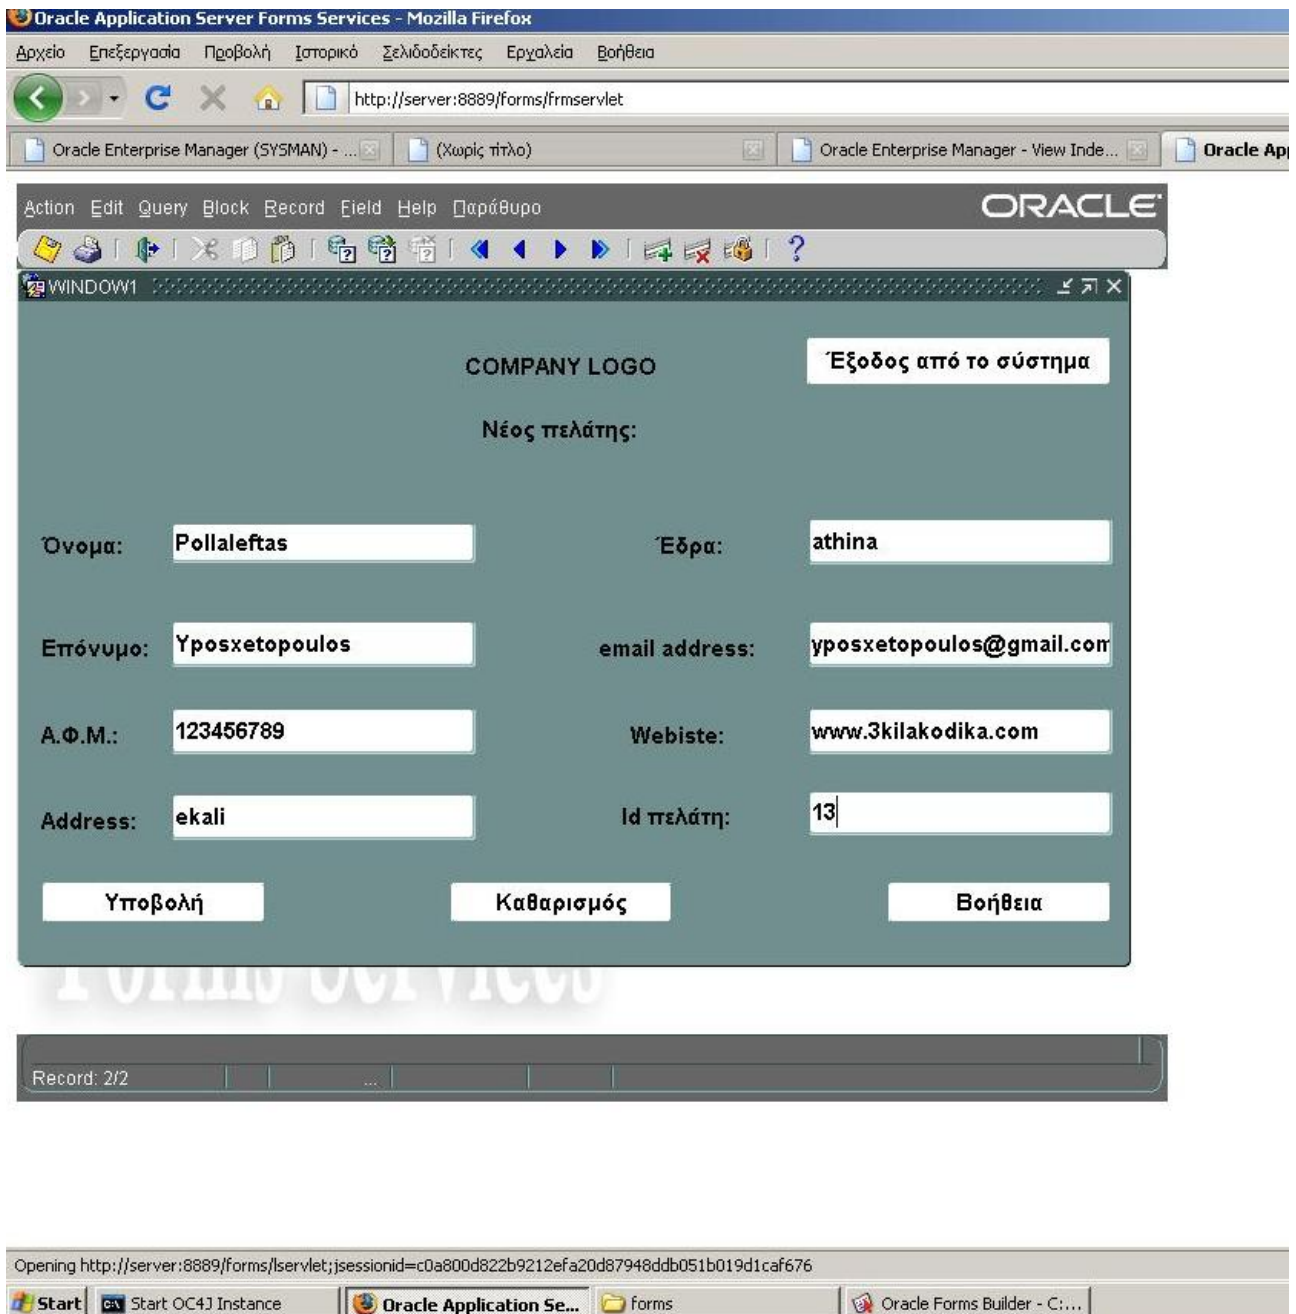 Oracle Application Server Forms Services - Mozilla Firefox
Αρχείο Επεξεργασία Προβολή Ιστορικό Σελιδοδείκτες Εργαλεία Βοήθεια
http://server:8889/forms/frmservlet
Oracle Enterprise Manager (SYSMAN) - ... (Χωρίς τίτλο) Oracle Enterprise Manager - View Inde... Oracle Ap
Action Edit Query Block Record Field Help Παράθυρο ORACLE
WINDOW1
COMPANY LOGO Έξοδος από το σύστημα
Νέος πελάτης:
Όνομα: Pollaleftas Έδρα: athina
Επόνυμο: Yposxetopoulos email address: yposxetopoulos@gmail.com
Α.Φ.Μ.: 123456789 Webiste: www.3kilakodika.com
Address: ekali Id πελάτη: 13
Υποβολή Καθαρισμός Βοήθεια
Forms Services
Record: 2/2 ...
Opening http://server:8889/forms/lservlet;jsessionid=c0a800d822b9212efa20d87948ddb051b019d1caf676
Start Start OC4J Instance Oracle Application Se... forms Oracle Forms Builder - C:...